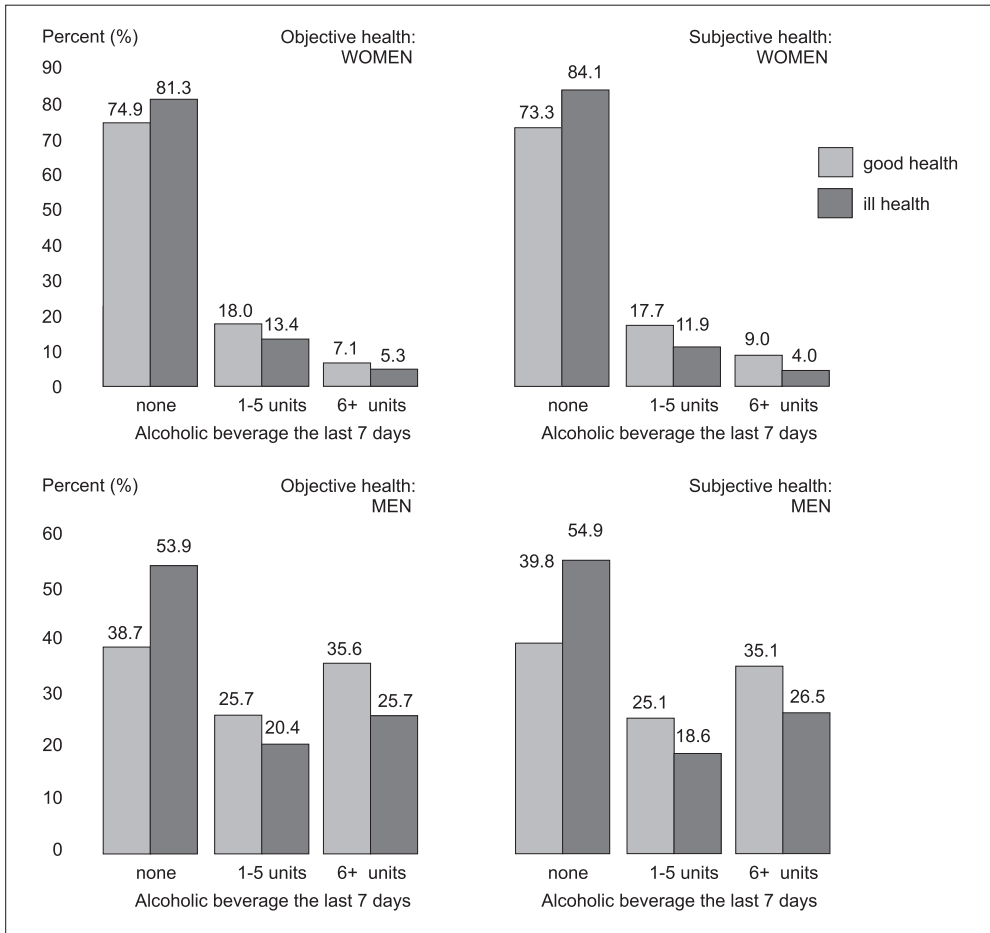 Percent (%)
Objective health:
WOMEN
90
80
70
60
50
40
30
20
10
0
74.9
81.3
18.0
13.4
7.1
5.3
none
1-5 units
6+ units
Alcoholic beverage the last 7 days
Subjective health:
WOMEN
73.3
84.1
17.7
11.9
9.0
4.0
none
1-5 units
6+ units
Alcoholic beverage the last 7 days
good health
ill health
Percent (%)
Objective health:
MEN
60
50
40
30
20
10
0
38.7
53.9
25.7
20.4
35.6
25.7
none
1-5 units
6+ units
Alcoholic beverage the last 7 days
Subjective health:
MEN
39.8
54.9
25.1
18.6
35.1
26.5
none
1-5 units
6+ units
Alcoholic beverage the last 7 days